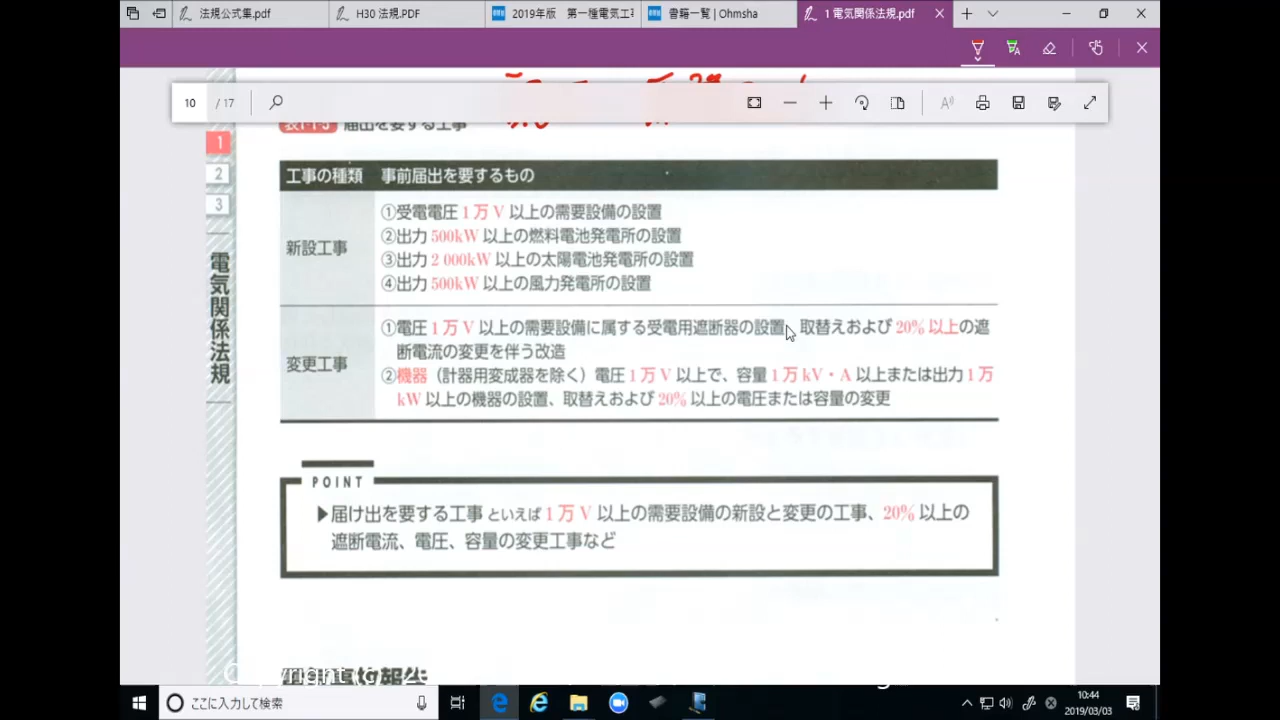 法規公式集.pdf
H30 法規.PDF
2019年版 第一種電気工事
書籍一覧 | Ohmsha
1 電気関係法規.pdf
10 / 17
届出を要する工事
1
2
3
電気関係法規
工事の種類 事前届出を要するもの
新設工事
①受電電圧 1 万 V 以上の需要設備の設置
②出力 500kW 以上の燃料電池発電所の設置
③出力 2 000kW 以上の太陽電池発電所の設置
④出力 500kW 以上の風力発電所の設置
変更工事
①電圧 1 万 V 以上の需要設備に属する受電用遮断器の設置、取替えおよび 20% 以上の遮
断電流の変更を伴う改造
②機器（計器用変成器を除く）電圧 1 万 V 以上で、容量 1 万 kV・A 以上または出力 1 万
kW 以上の機器の設置、取替えおよび 20% 以上の電圧または容量の変更
POINT
▶届け出を要する工事 といえば 1 万 V 以上の需要設備の新設と変更の工事、20% 以上の
遮断電流、電圧、容量の変更工事など
ここに入力して検索
10:44
2019/03/03